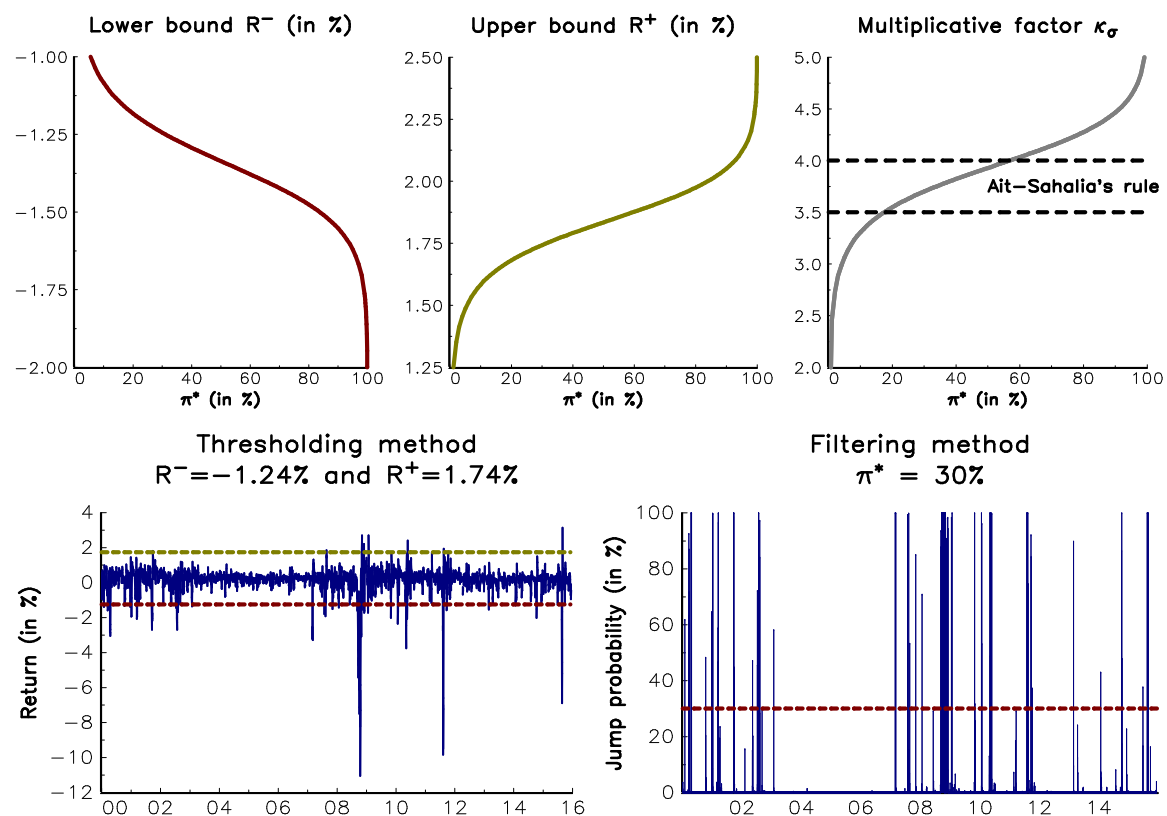 Lower bound R⁻ (in %)
−1.00
−1.25
−1.50
−1.75
−2.00
0 20 40 60 80 100
π* (in %)
Upper bound R⁺ (in %)
2.50
2.25
2.00
1.75
1.50
1.25
0 20 40 60 80 100
π* (in %)
Multiplicative factor κσ
5.0
4.5
4.0
Ait−Sahalia's rule
3.5
3.0
2.5
2.0
0 20 40 60 80 100
π* (in %)
Thresholding method
R⁻=−1.24% and R⁺=1.74%
Return (in %)
4
2
0
−2
−4
−6
−8
−10
−12
00 02 04 06 08 10 12 14 16
Filtering method
π* = 30%
Jump probability (in %)
100
80
60
40
20
0
02 04 06 08 10 12 14